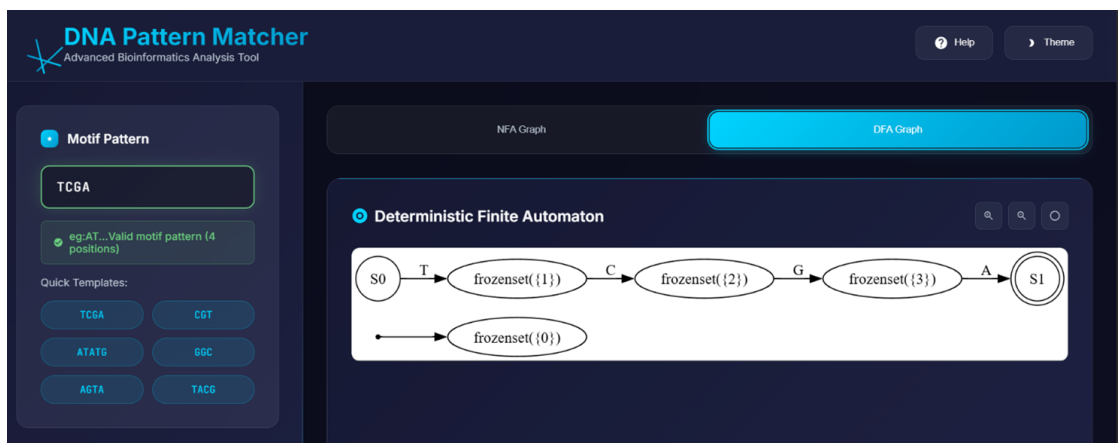 DNA Pattern Matcher
Advanced Bioinformatics Analysis Tool
Help
Theme
Motif Pattern
TCGA
eg:AT...Valid motif pattern (4
positions)
Quick Templates:
TCGA
CGT
ATATG
GGC
AGTA
TACG
NFA Graph
DFA Graph
Deterministic Finite Automaton
S0
T
frozenset({1})
C
frozenset({2})
G
frozenset({3})
A
S1
frozenset({0})